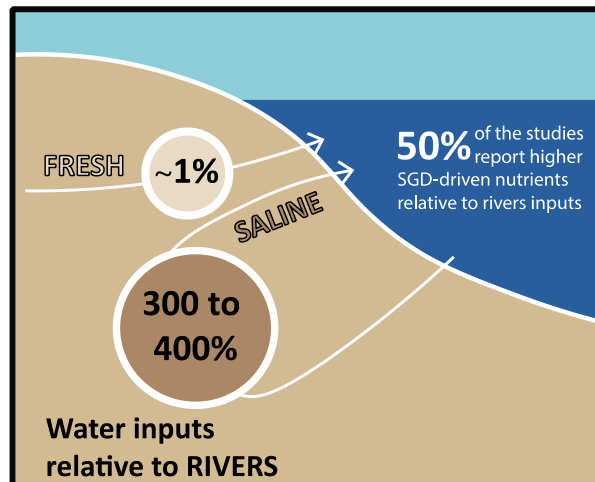 FRESH
~1%
50% of the studies
report higher
SGD-driven nutrients
relative to rivers inputs
SALINE
300 to
400%
Water inputs
relative to RIVERS